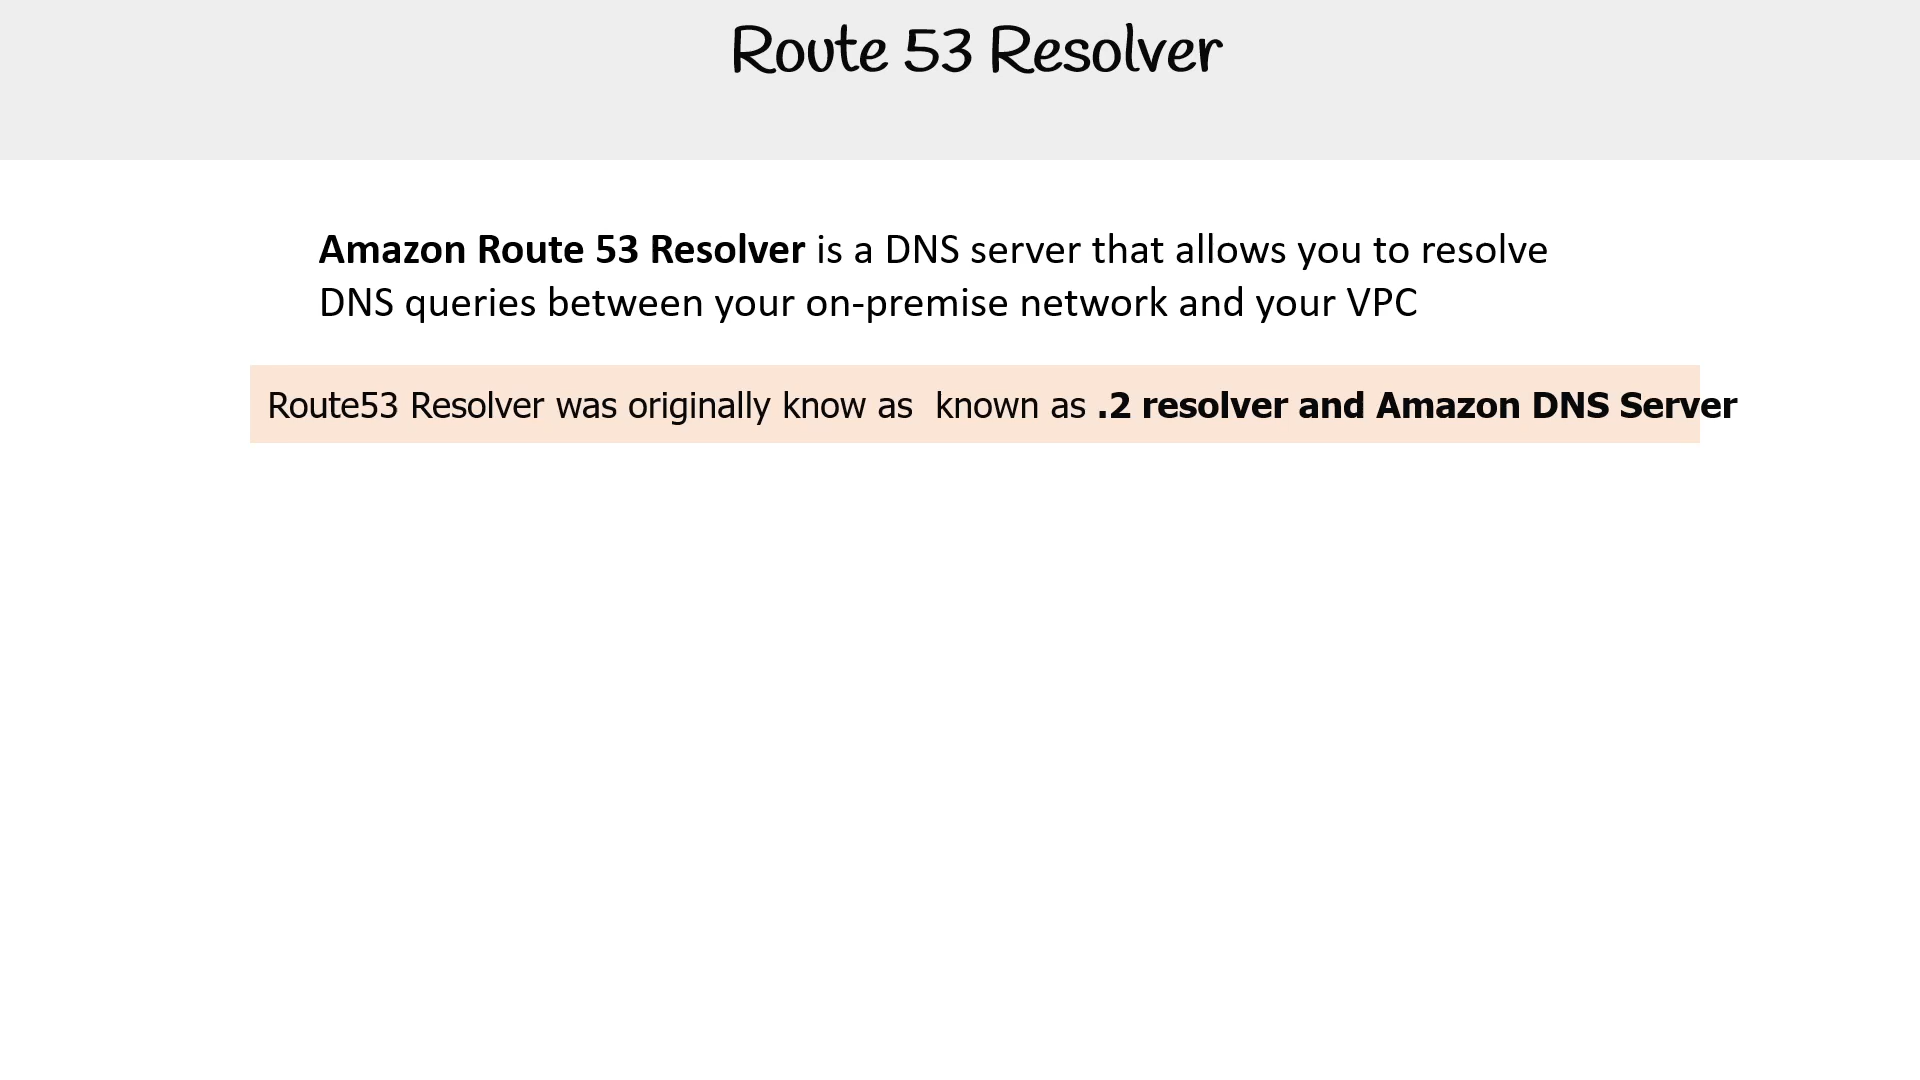 Route 53 Resolver
Amazon Route 53 Resolver is a DNS server that allows you to resolve
DNS queries between your on-premise network and your VPC
Route53 Resolver was originally know as  known as .2 resolver and Amazon DNS Server